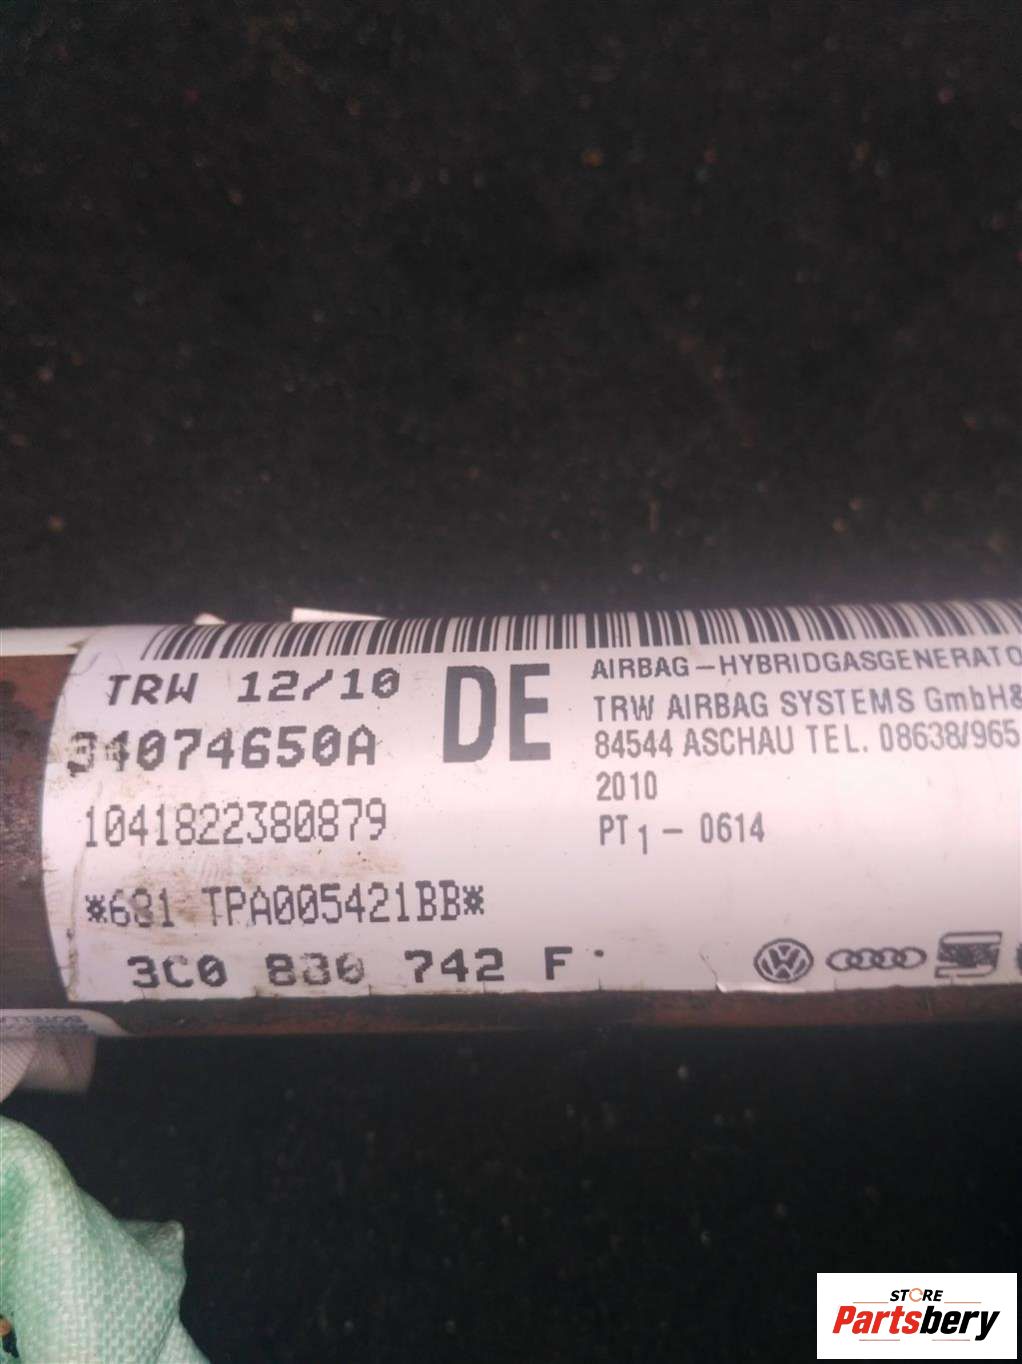 TRW 12/10
34074650A
1041822380879
*681 TPA005421BB*
3C0 880 742 F
DE
AIRBAG-HYBRIDGASGENERATO
TRW AIRBAG SYSTEMS GmbH&
84544 ASCHAU TEL. 08638/965
2010
PT1-0614
STORE
Partsbery